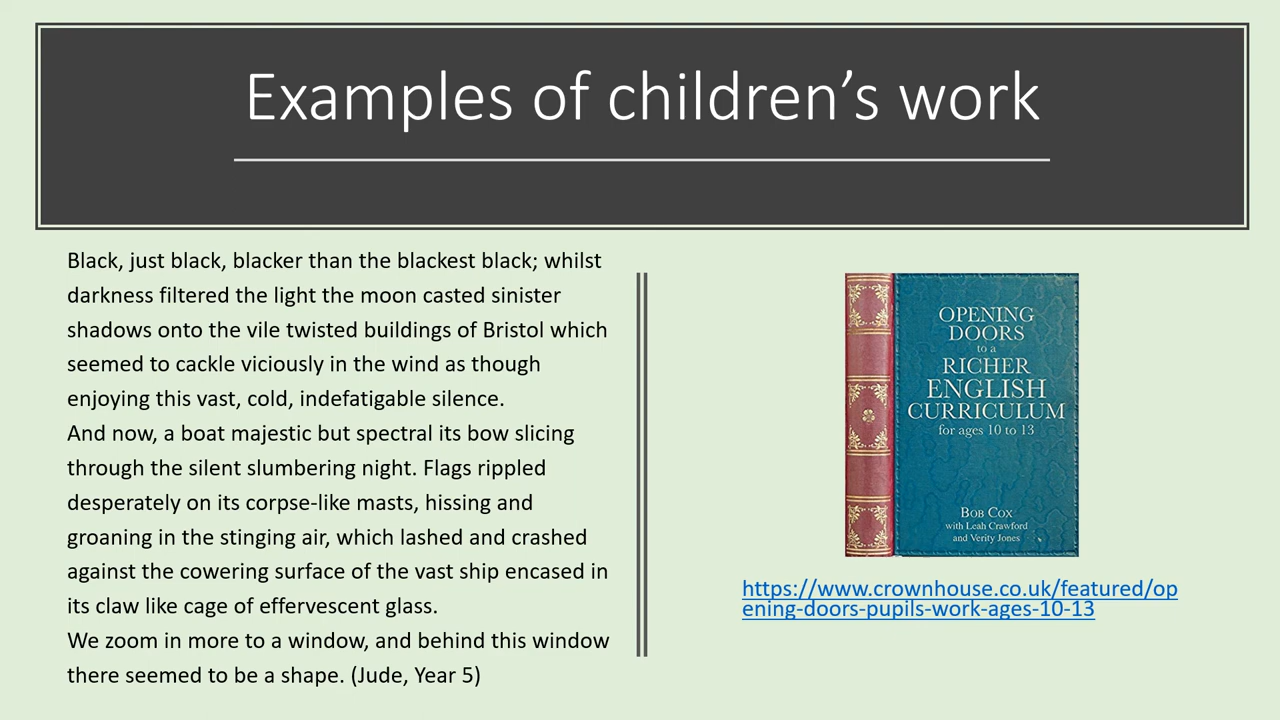 Examples of children’s work
Black, just black, blacker than the blackest black; whilst
darkness filtered the light the moon casted sinister
shadows onto the vile twisted buildings of Bristol which
seemed to cackle viciously in the wind as though
enjoying this vast, cold, indefatigable silence.
And now, a boat majestic but spectral its bow slicing
through the silent slumbering night. Flags rippled
desperately on its corpse-like masts, hissing and
groaning in the stinging air, which lashed and crashed
against the cowering surface of the vast ship encased in
its claw like cage of effervescent glass.
We zoom in more to a window, and behind this window
there seemed to be a shape. (Jude, Year 5)
OPENING
DOORS
to a
RICHER
ENGLISH
CURRICULUM
for ages 10 to 13
BOB COX
with Leah Crawford
and Verity Jones
https://www.crownhouse.co.uk/featured/op
ening-doors-pupils-work-ages-10-13